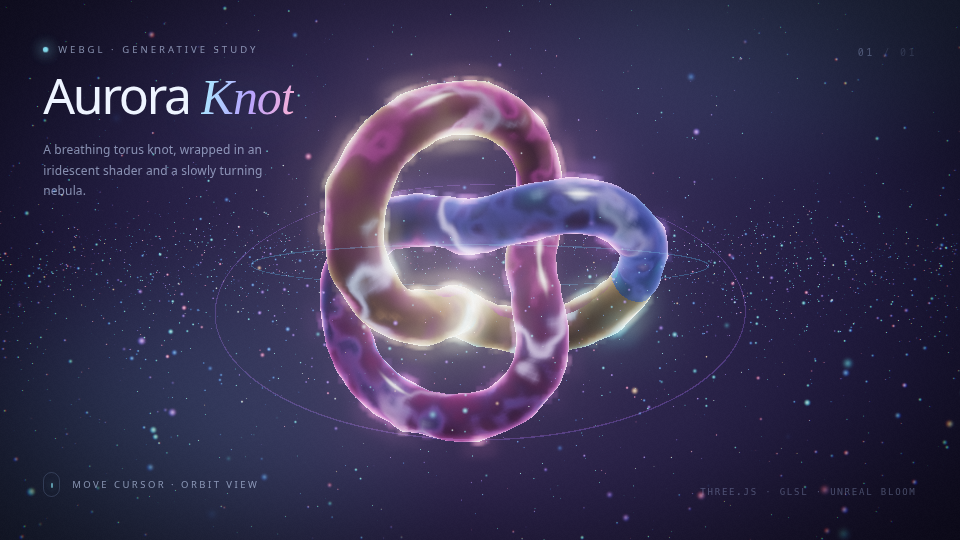 WEBGL · GENERATIVE STUDY
01 / 01
Aurora Knot
A breathing torus knot, wrapped in an
iridescent shader and a slowly turning
nebula.
MOVE CURSOR · ORBIT VIEW
THREE.JS · GLSL · UNREAL BLOOM